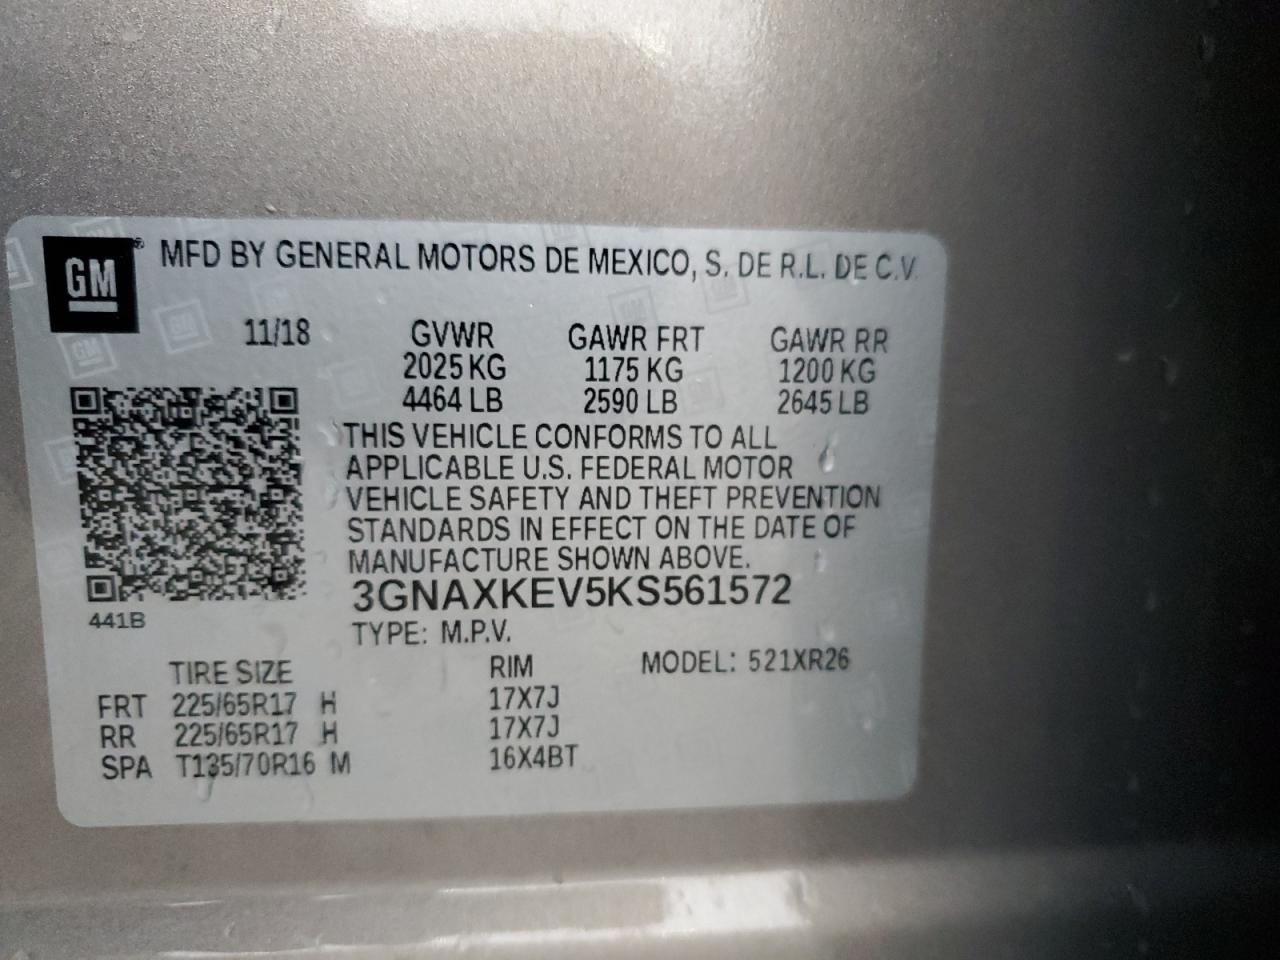 GM ® MFD BY GENERAL MOTORS DE MEXICO, S. DE R.L. DE C.V.
11/18 GVWR GAWR FRT GAWR RR
2025 KG 1175 KG 1200 KG
4464 LB 2590 LB 2645 LB
THIS VEHICLE CONFORMS TO ALL
APPLICABLE U.S. FEDERAL MOTOR
VEHICLE SAFETY AND THEFT PREVENTION
STANDARDS IN EFFECT ON THE DATE OF
MANUFACTURE SHOWN ABOVE.
3GNAXKEV5KS561572
441B
TYPE: M.P.V.
TIRE SIZE RIM MODEL: 521XR26
FRT 225/65R17 H 17X7J
RR 225/65R17 H 17X7J
SPA T135/70R16 M 16X4BT